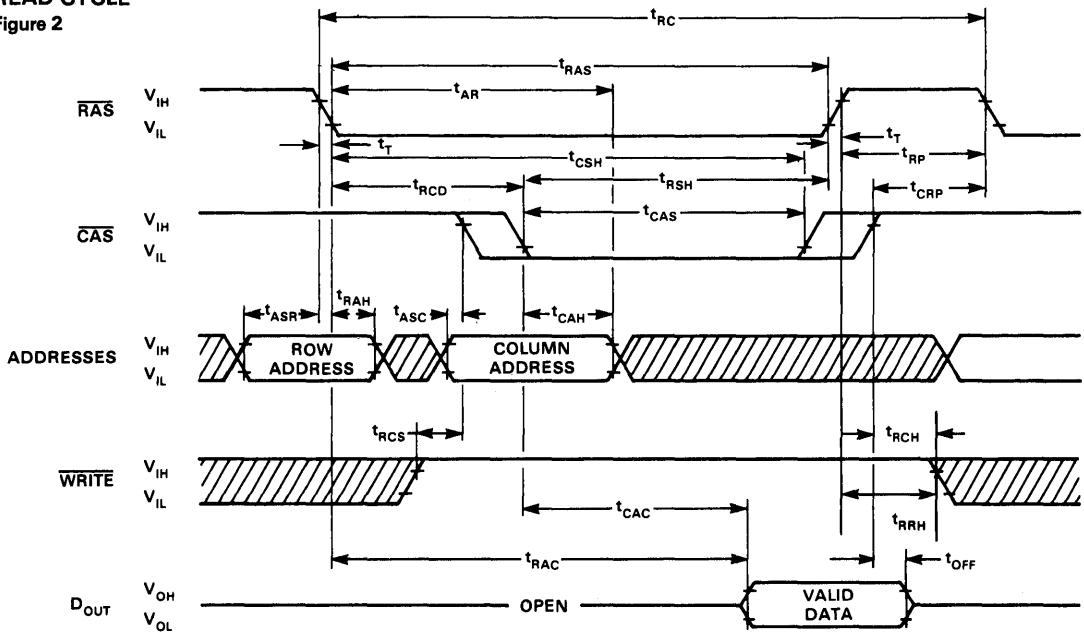 READ CYCLE
Figure 2
tRC
tRAS
tAR
RAS VIH
VIL
tT tT
tCSH tRP
tRCD tRSH tCRP
CAS VIH tCAS
VIL
tASR tRAH tASC tCAH
ADDRESSES VIH ROW ADDRESS COLUMN ADDRESS
VIL
tRCS tRCH
WRITE VIH
VIL
tCAC tRRH
tRAC tOFF
DOUT VOH OPEN VALID DATA
VOL